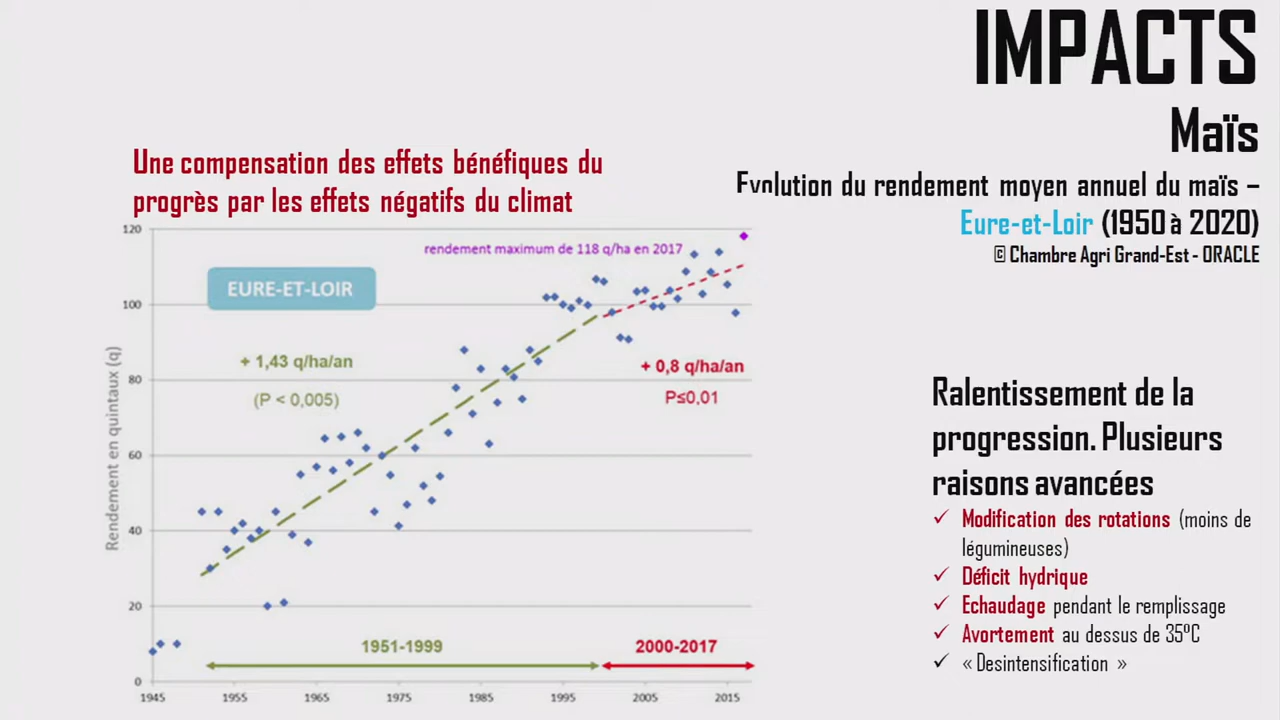 IMPACTS
Maïs
Evolution du rendement moyen annuel du maïs –
Eure-et-Loir (1950 à 2020)
© Chambre Agri Grand-Est - ORACLE
Une compensation des effets bénéfiques du
progrès par les effets négatifs du climat
rendement maximum de 118 q/ha en 2017
EURE-ET-LOIR
+ 1,43 q/ha/an
(P < 0,005)
+ 0,8 q/ha/an
P≤0,01
Rendement en quintaux (q)
120
100
80
60
40
20
0
1951-1999
2000-2017
1945
1955
1965
1975
1985
1995
2005
2015
Ralentissement de la
progression. Plusieurs
raisons avancées
Modification des rotations (moins de
légumineuses)
Déficit hydrique
Echaudage pendant le remplissage
Avortement au dessus de 35°C
« Desintensification »